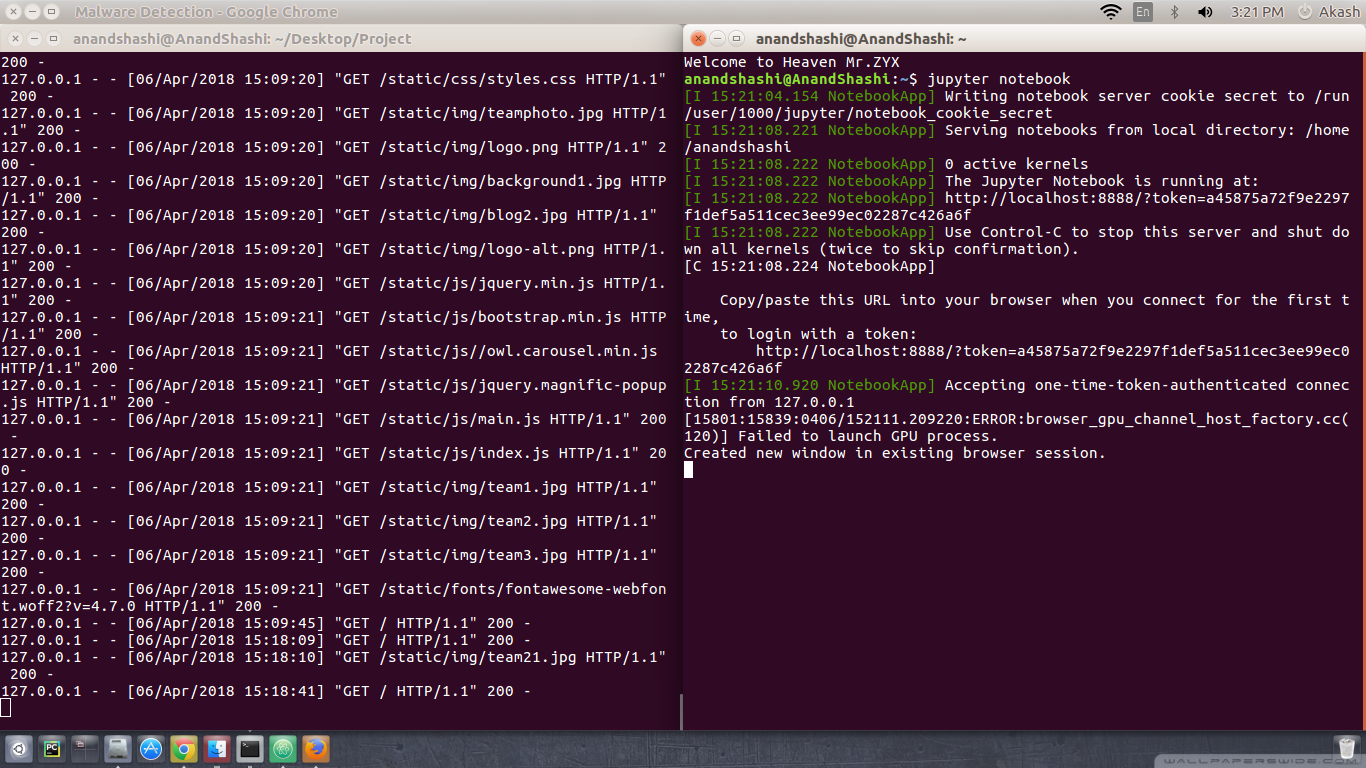 Malware Detection - Google Chrome
En
3:21 PM
Akash
anandshashi@AnandShashi: ~/Desktop/Project
200 -
127.0.0.1 - - [06/Apr/2018 15:09:20] "GET /static/css/styles.css HTTP/1.1"
 200 -
127.0.0.1 - - [06/Apr/2018 15:09:20] "GET /static/img/teamphoto.jpg HTTP/1
.1" 200 -
127.0.0.1 - - [06/Apr/2018 15:09:20] "GET /static/img/logo.png HTTP/1.1" 2
00 -
127.0.0.1 - - [06/Apr/2018 15:09:20] "GET /static/img/background1.jpg HTTP
/1.1" 200 -
127.0.0.1 - - [06/Apr/2018 15:09:20] "GET /static/img/blog2.jpg HTTP/1.1"
200 -
127.0.0.1 - - [06/Apr/2018 15:09:20] "GET /static/img/logo-alt.png HTTP/1.
1" 200 -
127.0.0.1 - - [06/Apr/2018 15:09:20] "GET /static/js/jquery.min.js HTTP/1.
1" 200 -
127.0.0.1 - - [06/Apr/2018 15:09:21] "GET /static/js/bootstrap.min.js HTTP
/1.1" 200 -
127.0.0.1 - - [06/Apr/2018 15:09:21] "GET /static/js//owl.carousel.min.js
HTTP/1.1" 200 -
127.0.0.1 - - [06/Apr/2018 15:09:21] "GET /static/js/jquery.magnific-popup
.js HTTP/1.1" 200 -
127.0.0.1 - - [06/Apr/2018 15:09:21] "GET /static/js/main.js HTTP/1.1" 200
 -
127.0.0.1 - - [06/Apr/2018 15:09:21] "GET /static/js/index.js HTTP/1.1" 20
0 -
127.0.0.1 - - [06/Apr/2018 15:09:21] "GET /static/img/team1.jpg HTTP/1.1"
200 -
127.0.0.1 - - [06/Apr/2018 15:09:21] "GET /static/img/team2.jpg HTTP/1.1"
200 -
127.0.0.1 - - [06/Apr/2018 15:09:21] "GET /static/img/team3.jpg HTTP/1.1"
200 -
127.0.0.1 - - [06/Apr/2018 15:09:21] "GET /static/fonts/fontawesome-webfon
t.woff2?v=4.7.0 HTTP/1.1" 200 -
127.0.0.1 - - [06/Apr/2018 15:09:45] "GET / HTTP/1.1" 200 -
127.0.0.1 - - [06/Apr/2018 15:18:09] "GET / HTTP/1.1" 200 -
127.0.0.1 - - [06/Apr/2018 15:18:10] "GET /static/img/team21.jpg HTTP/1.1"
 200 -
127.0.0.1 - - [06/Apr/2018 15:18:41] "GET / HTTP/1.1" 200 -
anandshashi@AnandShashi: ~
Welcome to Heaven Mr.ZYX
anandshashi@AnandShashi:~$ jupyter notebook
[I 15:21:04.154 NotebookApp] Writing notebook server cookie secret to /run
/user/1000/jupyter/notebook_cookie_secret
[I 15:21:08.221 NotebookApp] Serving notebooks from local directory: /home
/anandshashi
[I 15:21:08.222 NotebookApp] 0 active kernels
[I 15:21:08.222 NotebookApp] The Jupyter Notebook is running at:
[I 15:21:08.222 NotebookApp] http://localhost:8888/?token=a45875a72f9e2297
f1def5a511cec3ee99ec02287c426a6f
[I 15:21:08.222 NotebookApp] Use Control-C to stop this server and shut do
wn all kernels (twice to skip confirmation).
[C 15:21:08.224 NotebookApp]
Copy/paste this URL into your browser when you connect for the first t
ime,
to login with a token:
http://localhost:8888/?token=a45875a72f9e2297f1def5a511cec3ee99ec0
2287c426a6f
[I 15:21:10.920 NotebookApp] Accepting one-time-token-authenticated connec
tion from 127.0.0.1
[15801:15839:0406/152111.209220:ERROR:browser_gpu_channel_host_factory.cc(
120)] Failed to launch GPU process.
Created new window in existing browser session.
PC
WALLPAPERSWIDE.COM